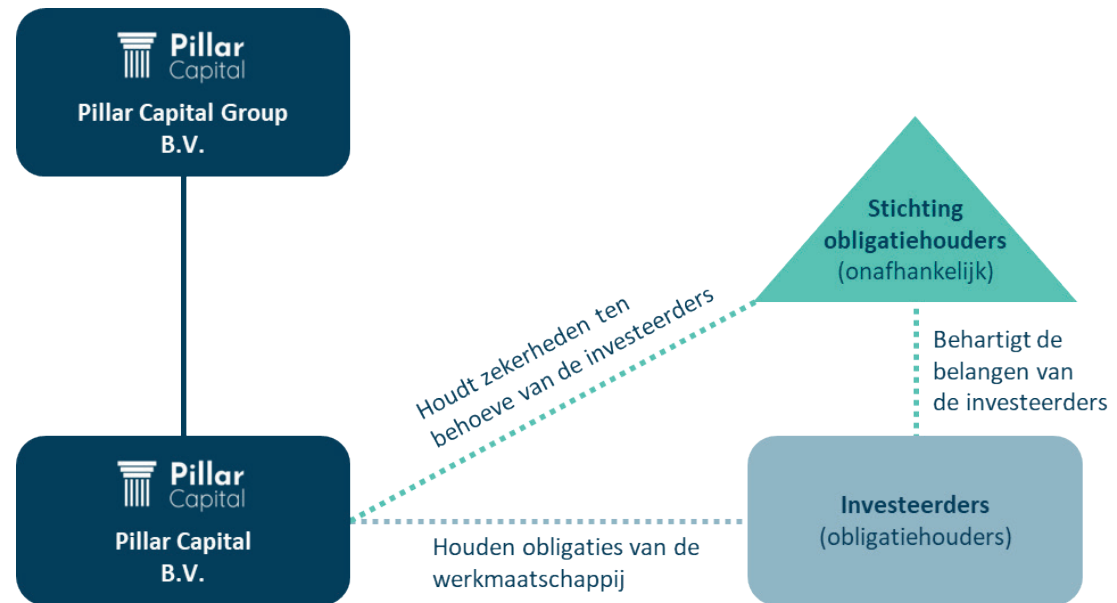 Pillar
Capital
Pillar Capital Group
B.V.
Stichting
obligatiehouders
(onafhankelijk)
Houdt zekerheden ten
behoeve van de investeerders
Behartigt de
belangen van
de investeerders
Pillar
Capital
Pillar Capital
B.V.
Houden obligaties van de
werkmaatschappij
Investeerders
(obligatiehouders)